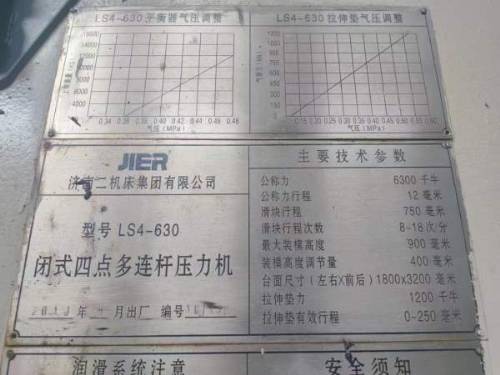 LS4-630平衡器气压调整
LS4-630拉伸垫气压调整
气压(MPa)
气压(MPa)
JIER
济南二机床集团有限公司
型号 LS4-630
闭式四点多连杆压力机
年 月出厂 编号
主要技术参数
公称力 6300 千牛
公称力行程 12 毫米
滑块行程 750 毫米
滑块行程次数 8-18 次/分
最大装模高度 900 毫米
装模高度调节量 400 毫米
台面尺寸(左右X前后)1800x3200 毫米
拉伸垫力 1200 千牛
拉伸垫有效行程 0-250 毫米
润滑系统注意
安全须知